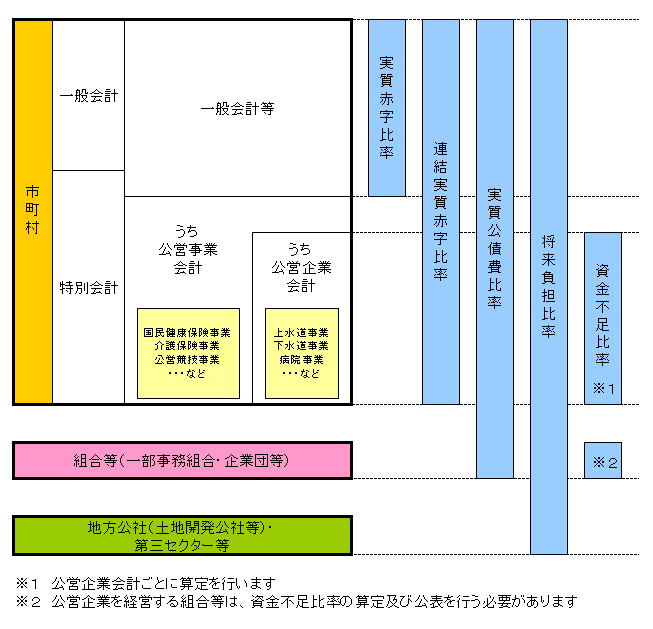 市町村
一般会計
特別会計
一般会計等
うち
公営事業
会計
国民健康保険事業
介護保険事業
公営競技事業
・・・など
うち
公営企業
会計
上水道事業
下水道事業
病院事業
・・・など
実質赤字比率
連結実質赤字比率
実質公債費比率
将来負担比率
資金不足比率
※1
組合等(一部事務組合・企業団等)
※2
地方公社(土地開発公社等)・
第三セクター等
※1 公営企業会計ごとに算定を行います
※2 公営企業を経営する組合等は、資金不足比率の算定及び公表を行う必要があります